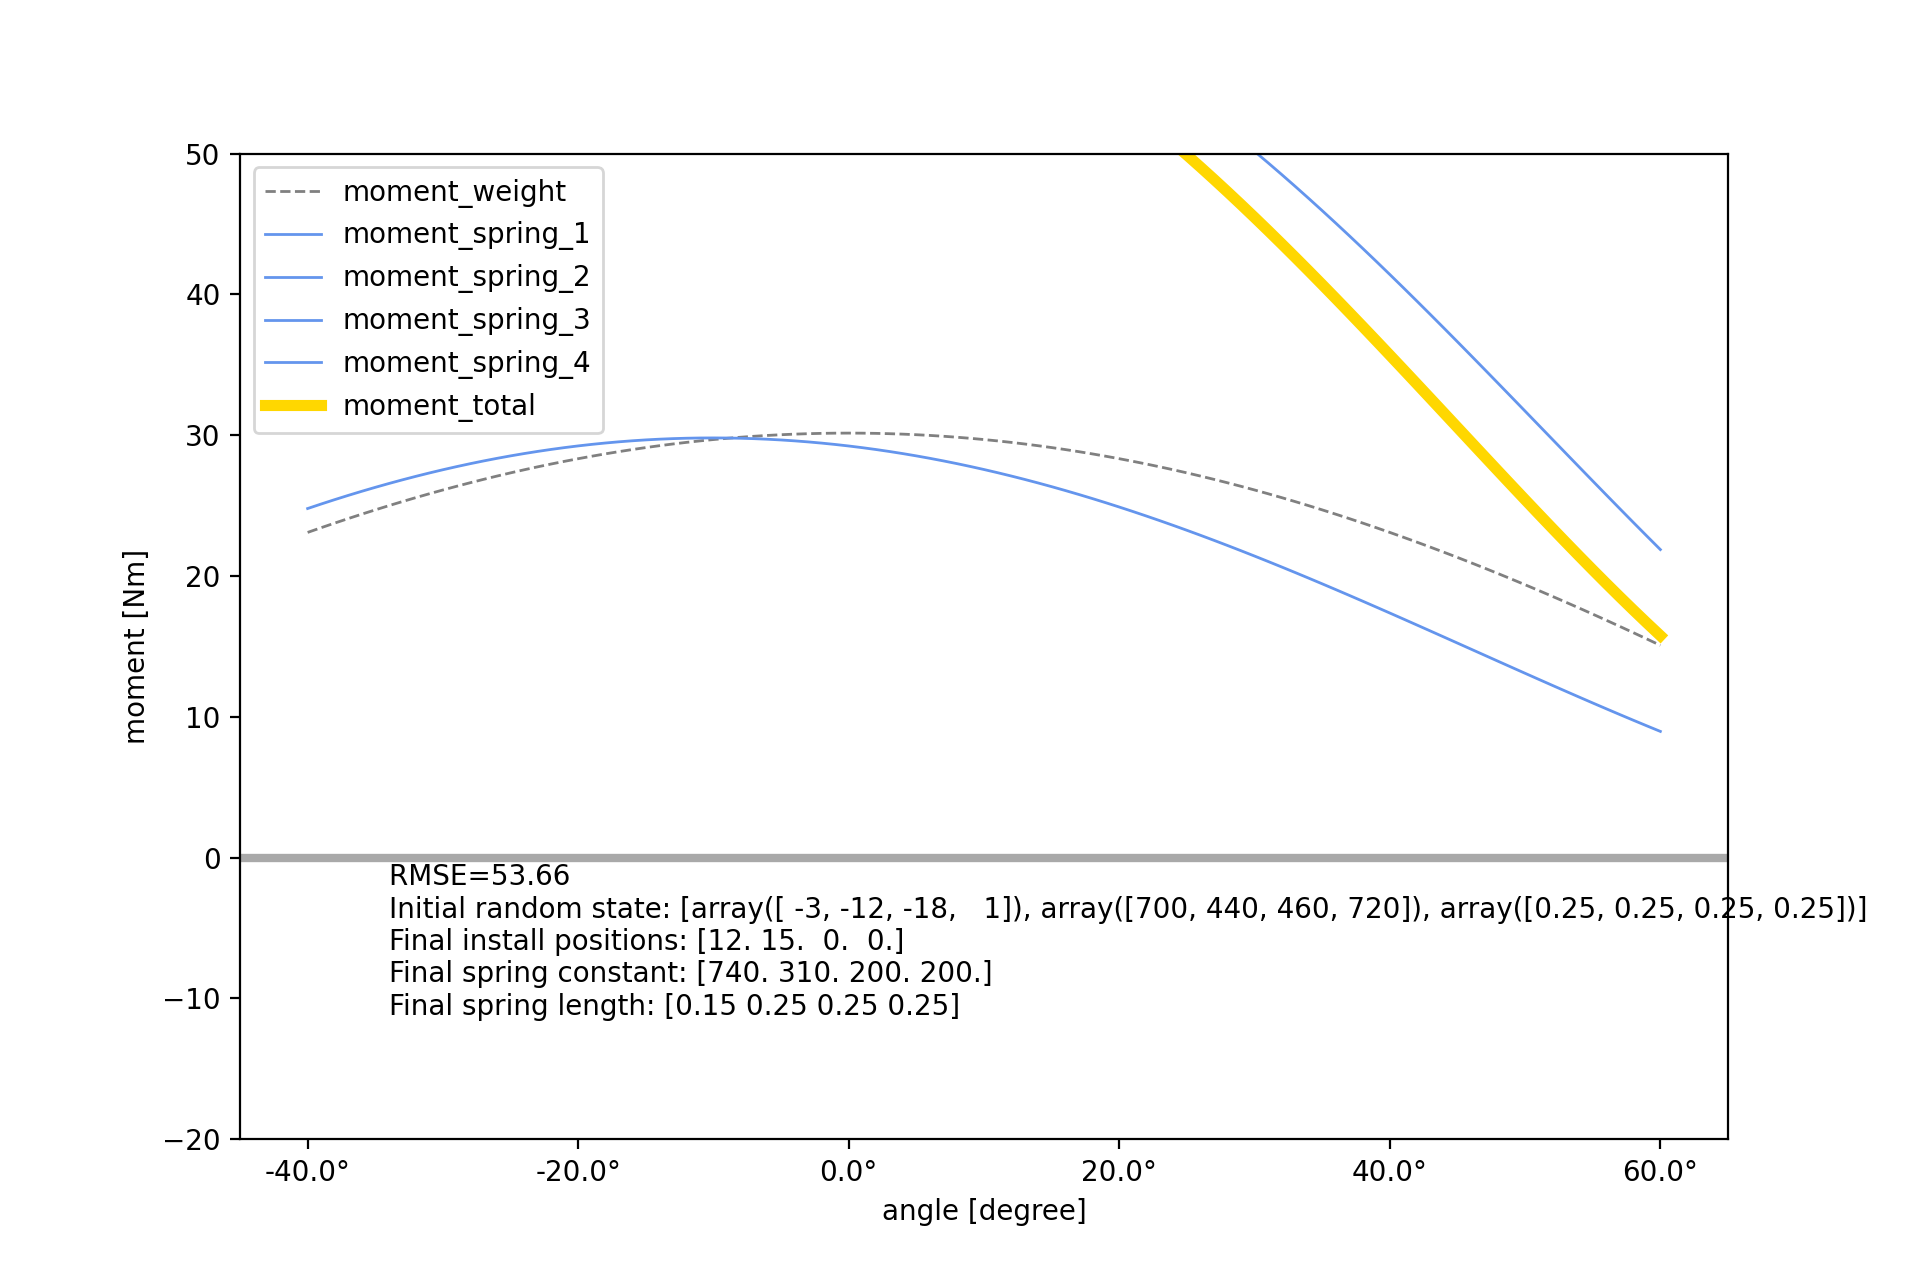 50
40
30
20
10
0
−10
−20
moment [Nm]
moment_weight
moment_spring_1
moment_spring_2
moment_spring_3
moment_spring_4
moment_total
RMSE=53.66
Initial random state: [array([ -3, -12, -18,   1]), array([700, 440, 460, 720]), array([0.25, 0.25, 0.25, 0.25])]
Final install positions: [12. 15.  0.  0.]
Final spring constant: [740. 310. 200. 200.]
Final spring length: [0.15 0.25 0.25 0.25]
-40.0° -20.0° 0.0° 20.0° 40.0° 60.0°
angle [degree]